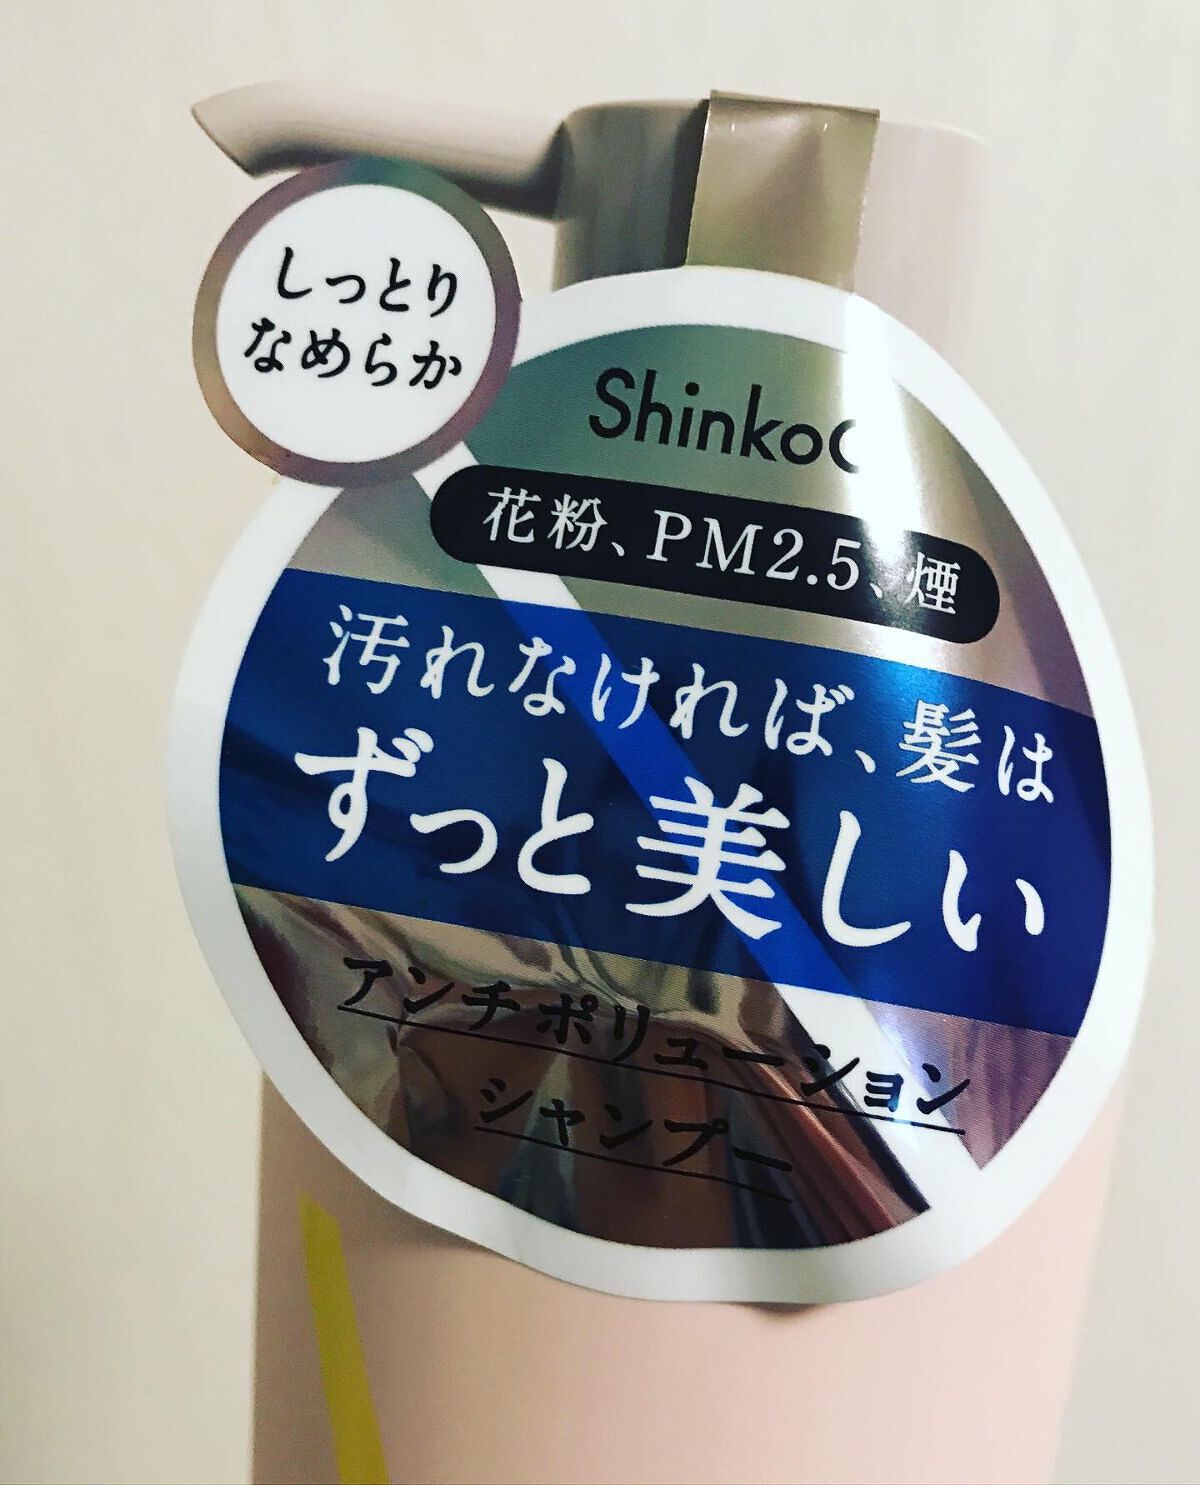 しっとり
なめらか
花粉、PM2.5、煙
汚れなければ、髪は
ずっと美しい
アンチポリューション
シャンプー